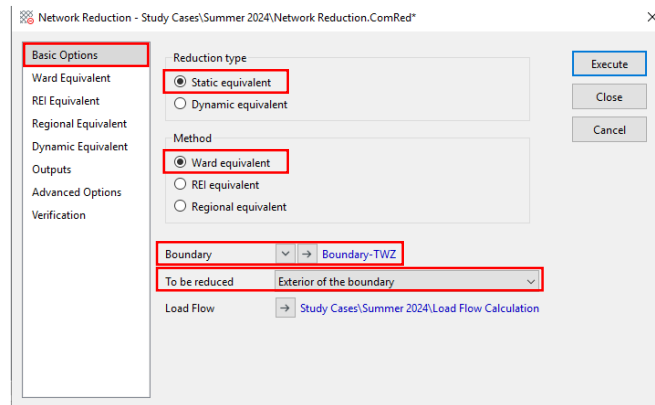 Network Reduction - Study Cases\Summer 2024\Network Reduction.ComRed*
Basic Options
Ward Equivalent
REI Equivalent
Regional Equivalent
Dynamic Equivalent
Outputs
Advanced Options
Verification
Reduction type
Static equivalent
Dynamic equivalent
Method
Ward equivalent
REI equivalent
Regional equivalent
Boundary Boundary-TWZ
To be reduced Exterior of the boundary
Load Flow Study Cases\Summer 2024\Load Flow Calculation
Execute
Close
Cancel